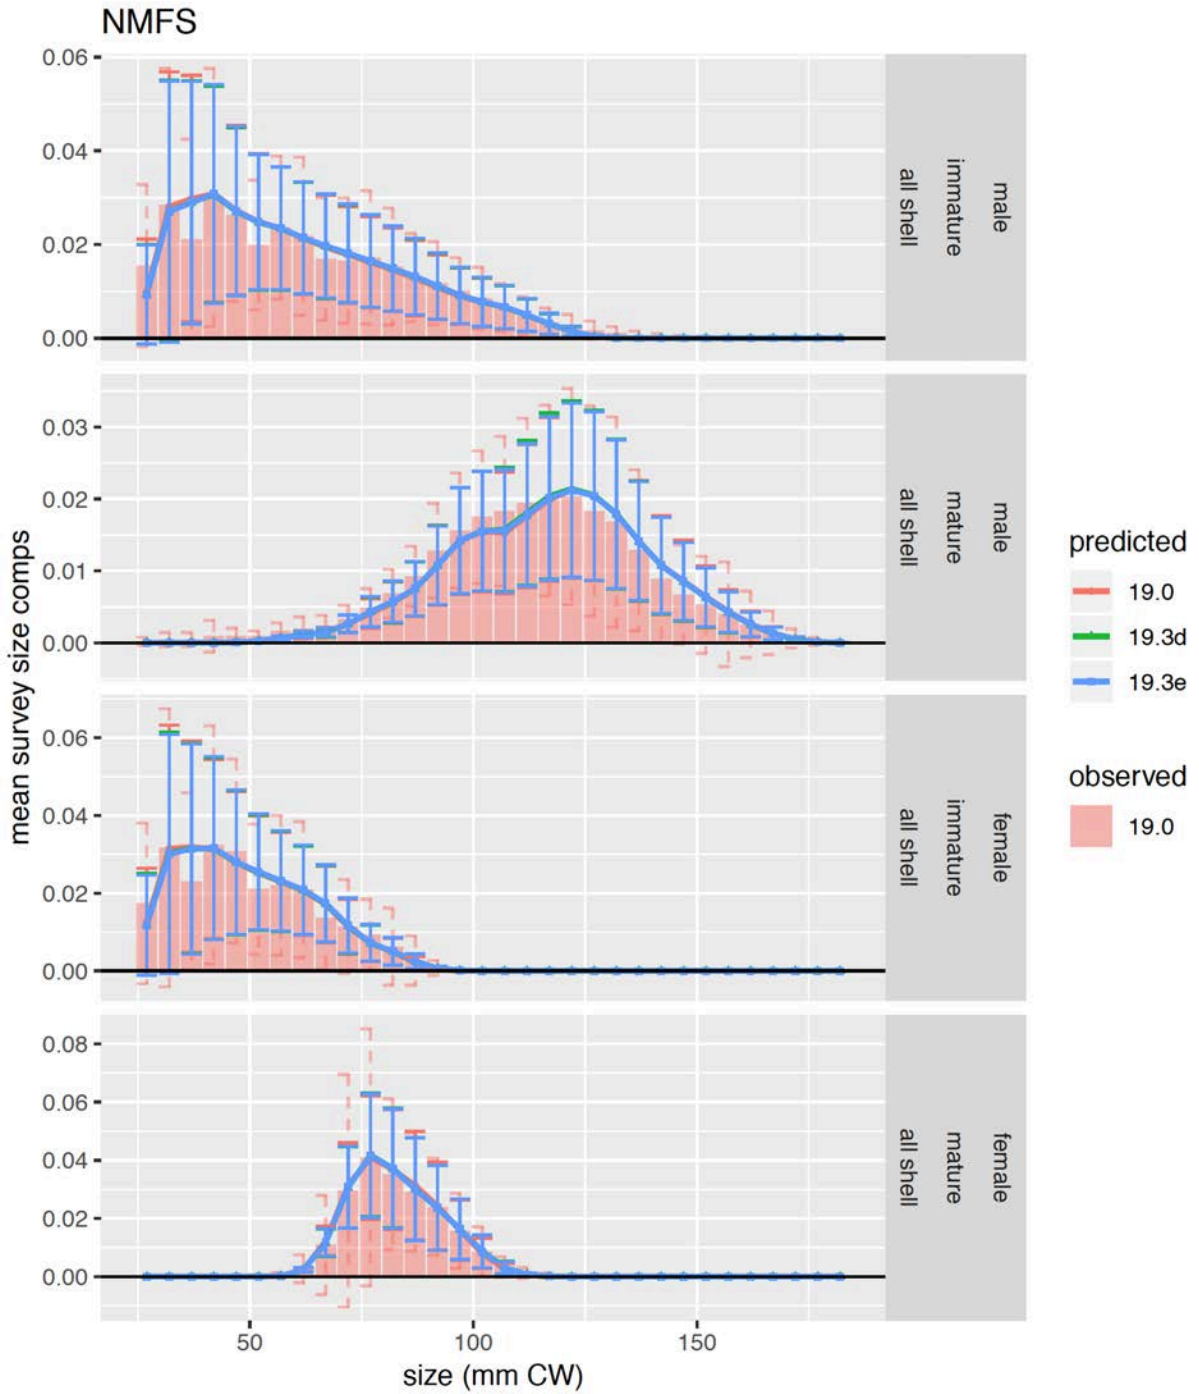 NMFS
mean survey size comps
0.06
0.04
0.02
0.00
male
immature
all shell
0.03
0.02
0.01
0.00
male
mature
all shell
0.06
0.04
0.02
0.00
female
immature
all shell
0.08
0.06
0.04
0.02
0.00
female
mature
all shell
50
100
150
size (mm CW)
predicted
19.0
19.3d
19.3e
observed
19.0